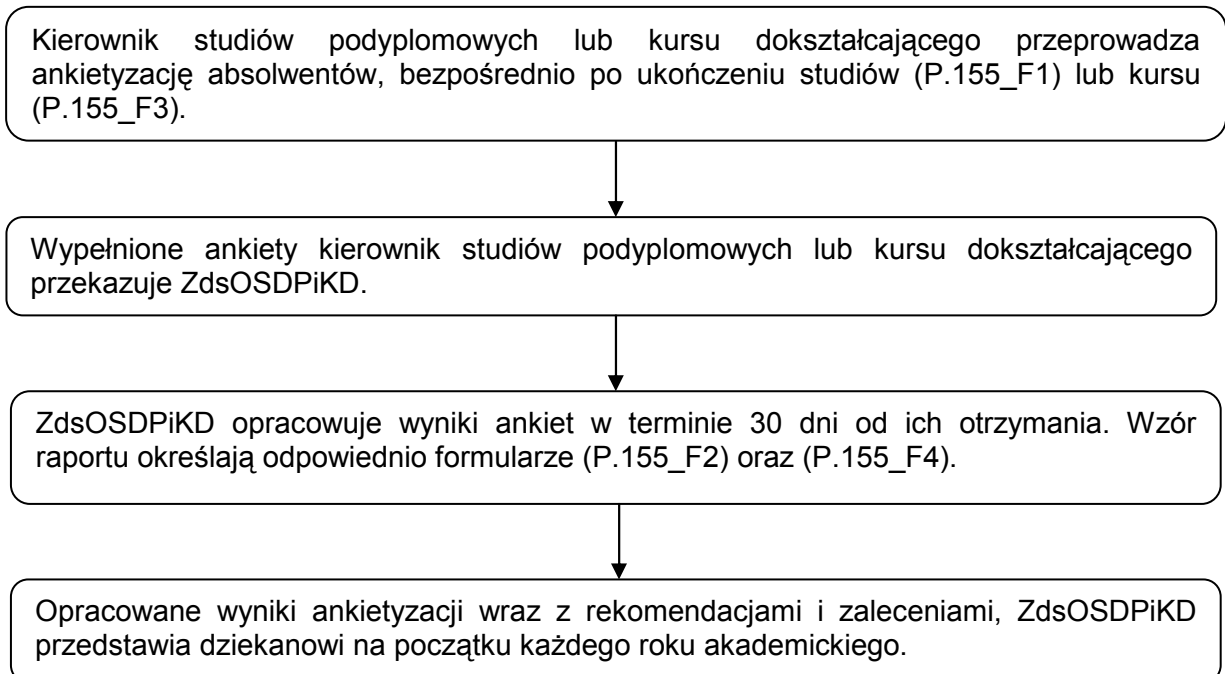 Kierownik studiów podyplomowych lub kursu dokształcającego przeprowadza
ankietyzację absolwentów, bezpośrednio po ukończeniu studiów (P.155_F1) lub kursu
(P.155_F3).
Wypełnione ankiety kierownik studiów podyplomowych lub kursu dokształcającego
przekazuje ZdsOSDPiKD.
ZdsOSDPiKD opracowuje wyniki ankiet w terminie 30 dni od ich otrzymania. Wzór
raportu określają odpowiednio formularze (P.155_F2) oraz (P.155_F4).
Opracowane wyniki ankietyzacji wraz z rekomendacjami i zaleceniami, ZdsOSDPiKD
przedstawia dziekanowi na początku każdego roku akademickiego.